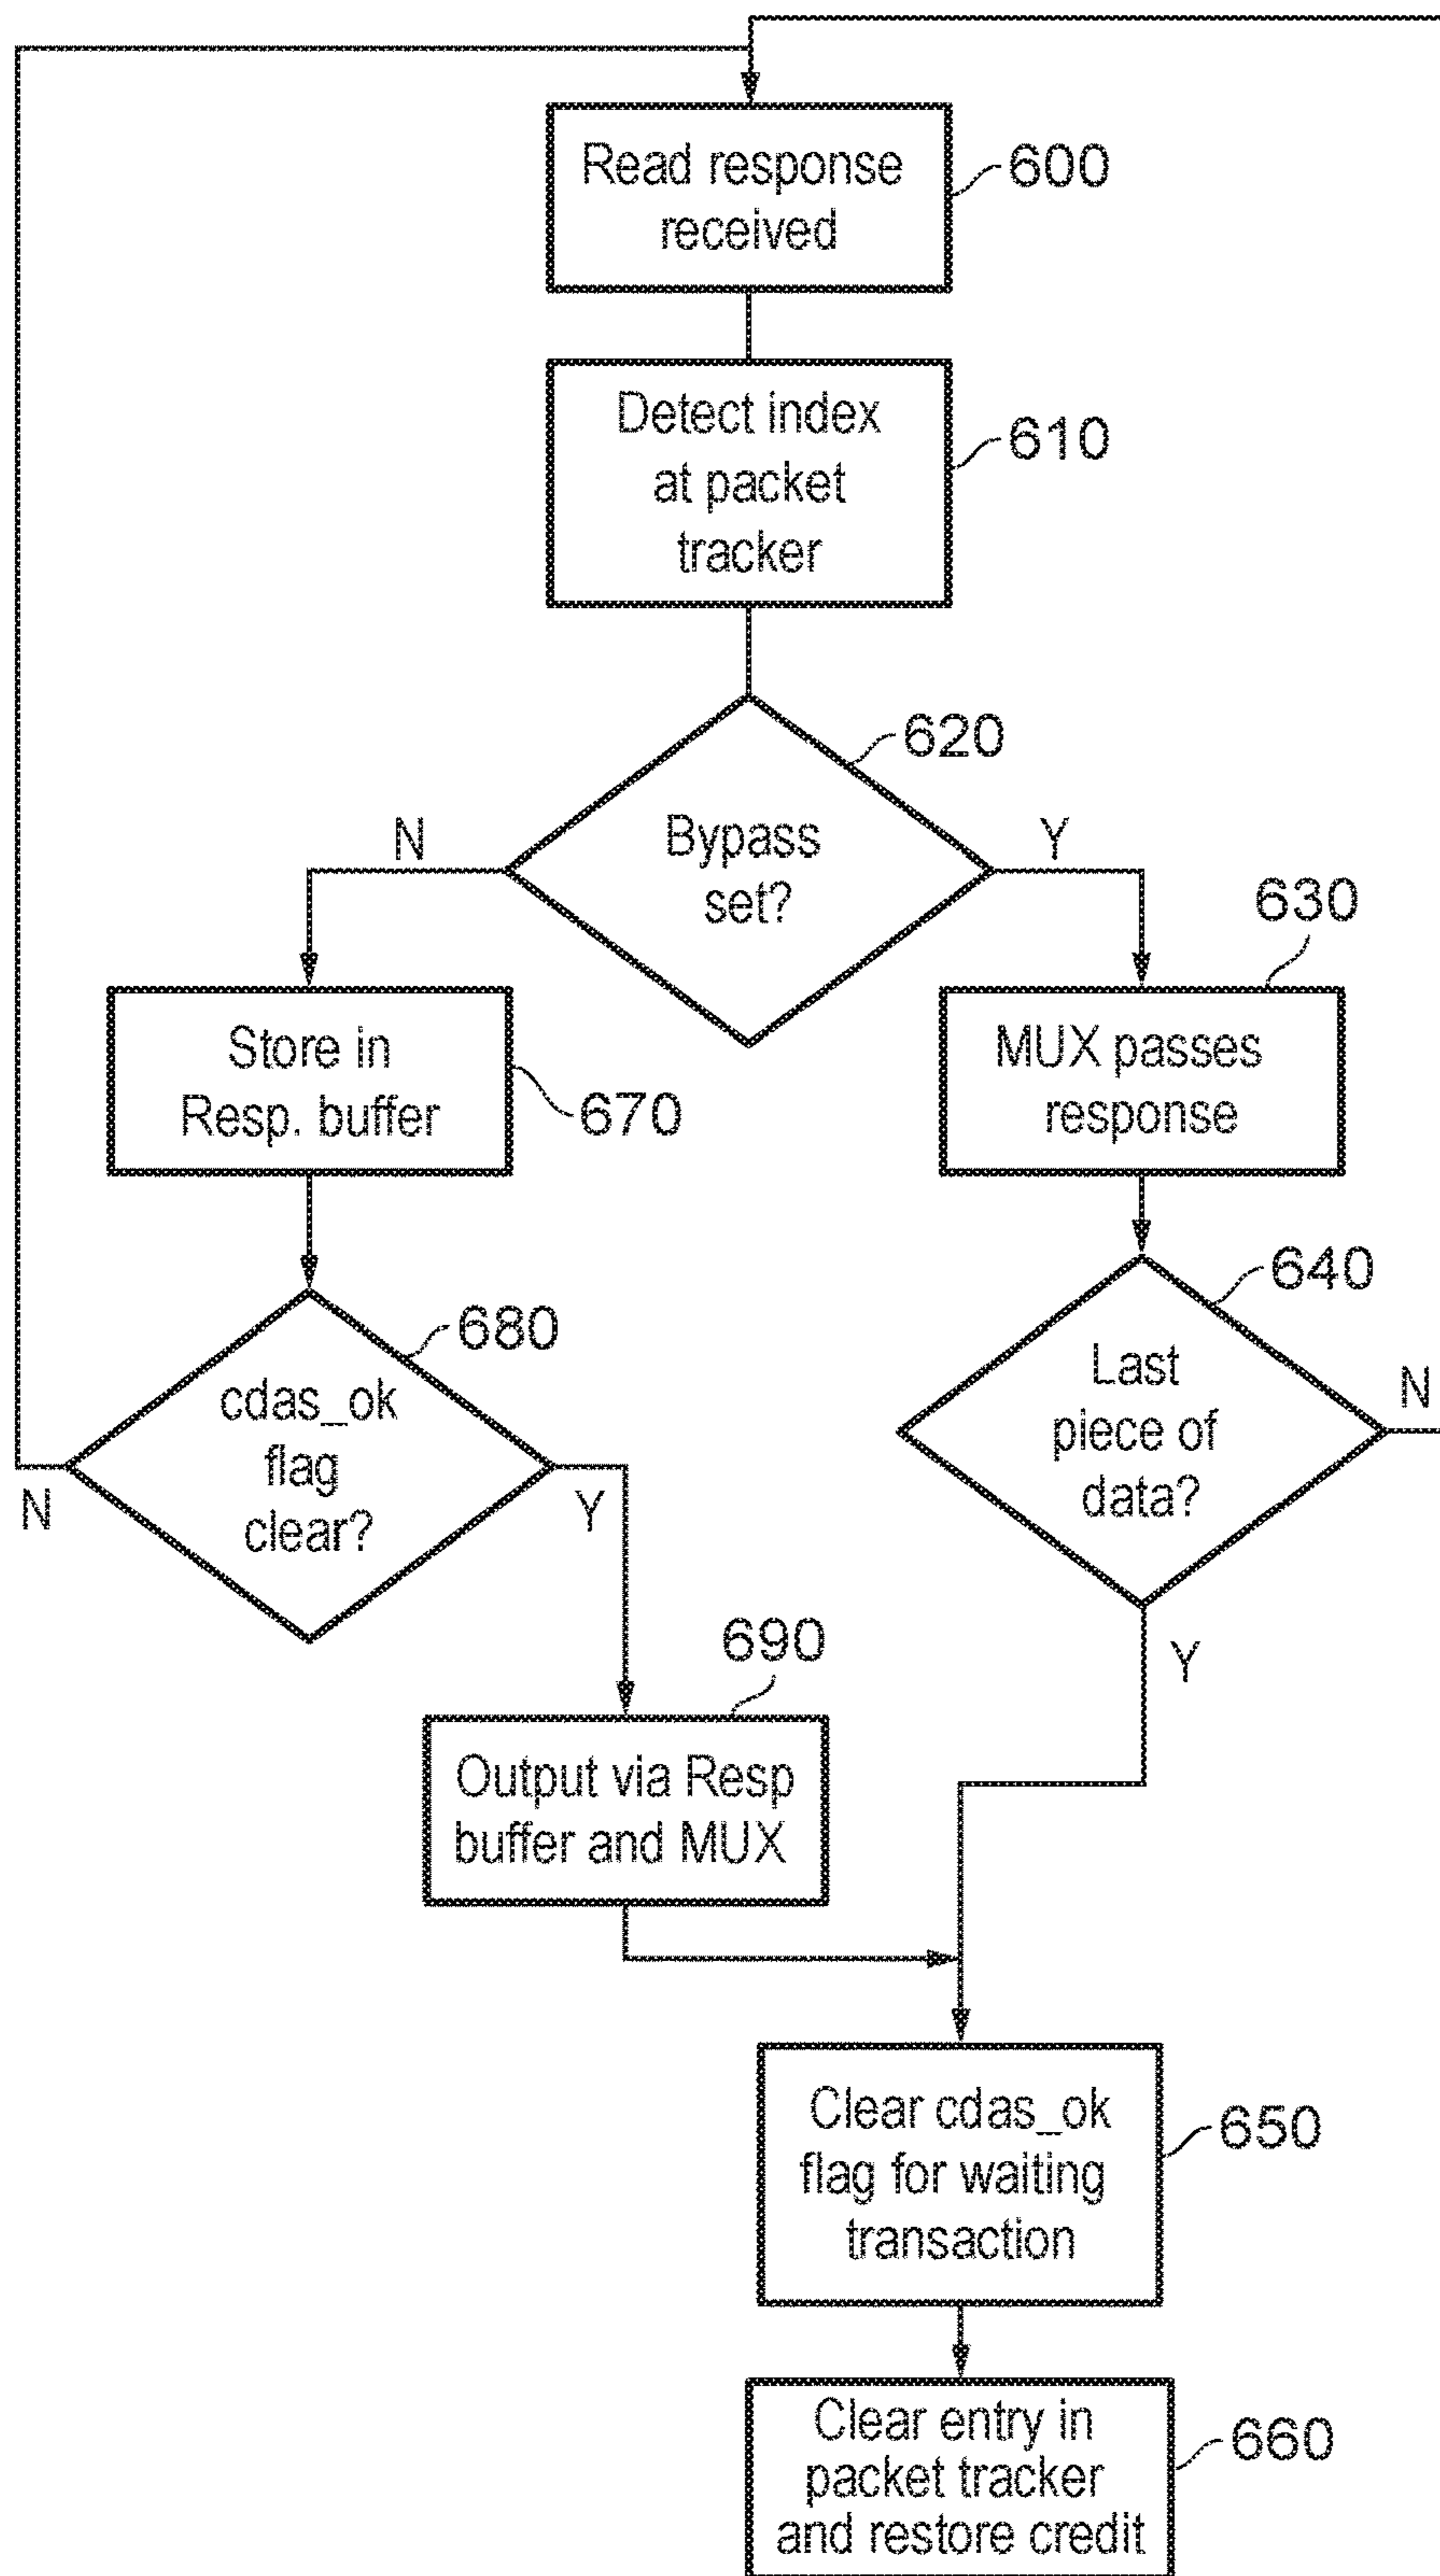 Read response
received
600
Detect index
at packet
tracker
610
620
Bypass
set?
N
Y
630
Store in
Resp. buffer
670
MUX passes
response
640
680
cdas_ok
flag
clear?
N
Y
Last
piece of
data?
N
Y
690
Output via Resp
buffer and MUX
Clear cdas_ok
flag for waiting
transaction
650
Clear entry in
packet tracker
and restore credit
660